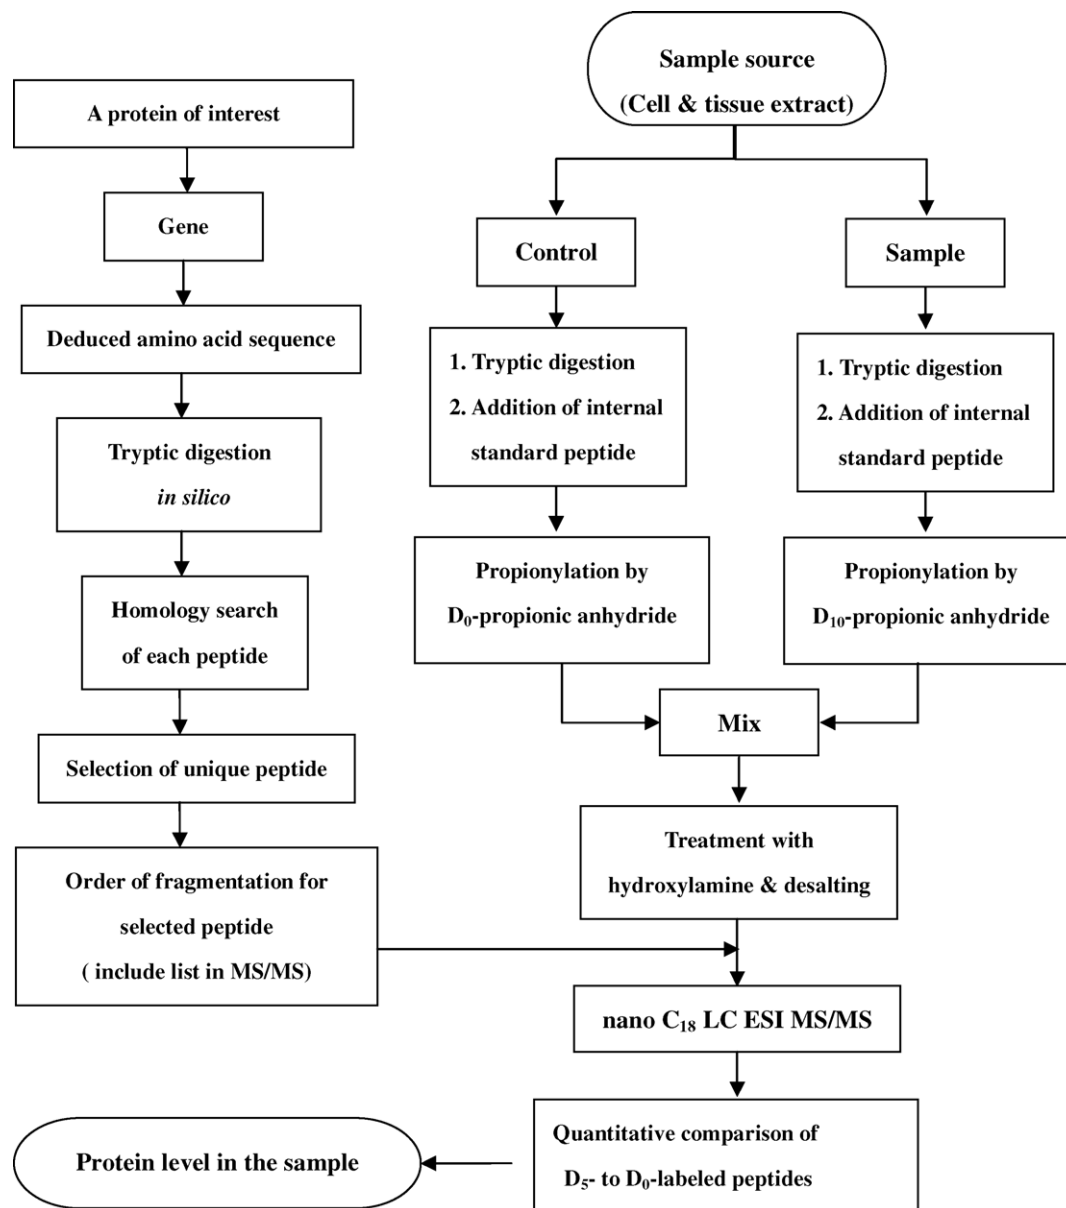 Sample source
(Cell & tissue extract)
A protein of interest
Gene
Deduced amino acid sequence
Tryptic digestion
in silico
Homology search
of each peptide
Selection of unique peptide
Order of fragmentation for
selected peptide
( include list in MS/MS)
Control
1. Tryptic digestion
2. Addition of internal
standard peptide
Propionylation by
D₀-propionic anhydride
Sample
1. Tryptic digestion
2. Addition of internal
standard peptide
Propionylation by
D₁₀-propionic anhydride
Mix
Treatment with
hydroxylamine & desalting
nano C₁₈ LC ESI MS/MS
Quantitative comparison of
D₅- to D₀-labeled peptides
Protein level in the sample